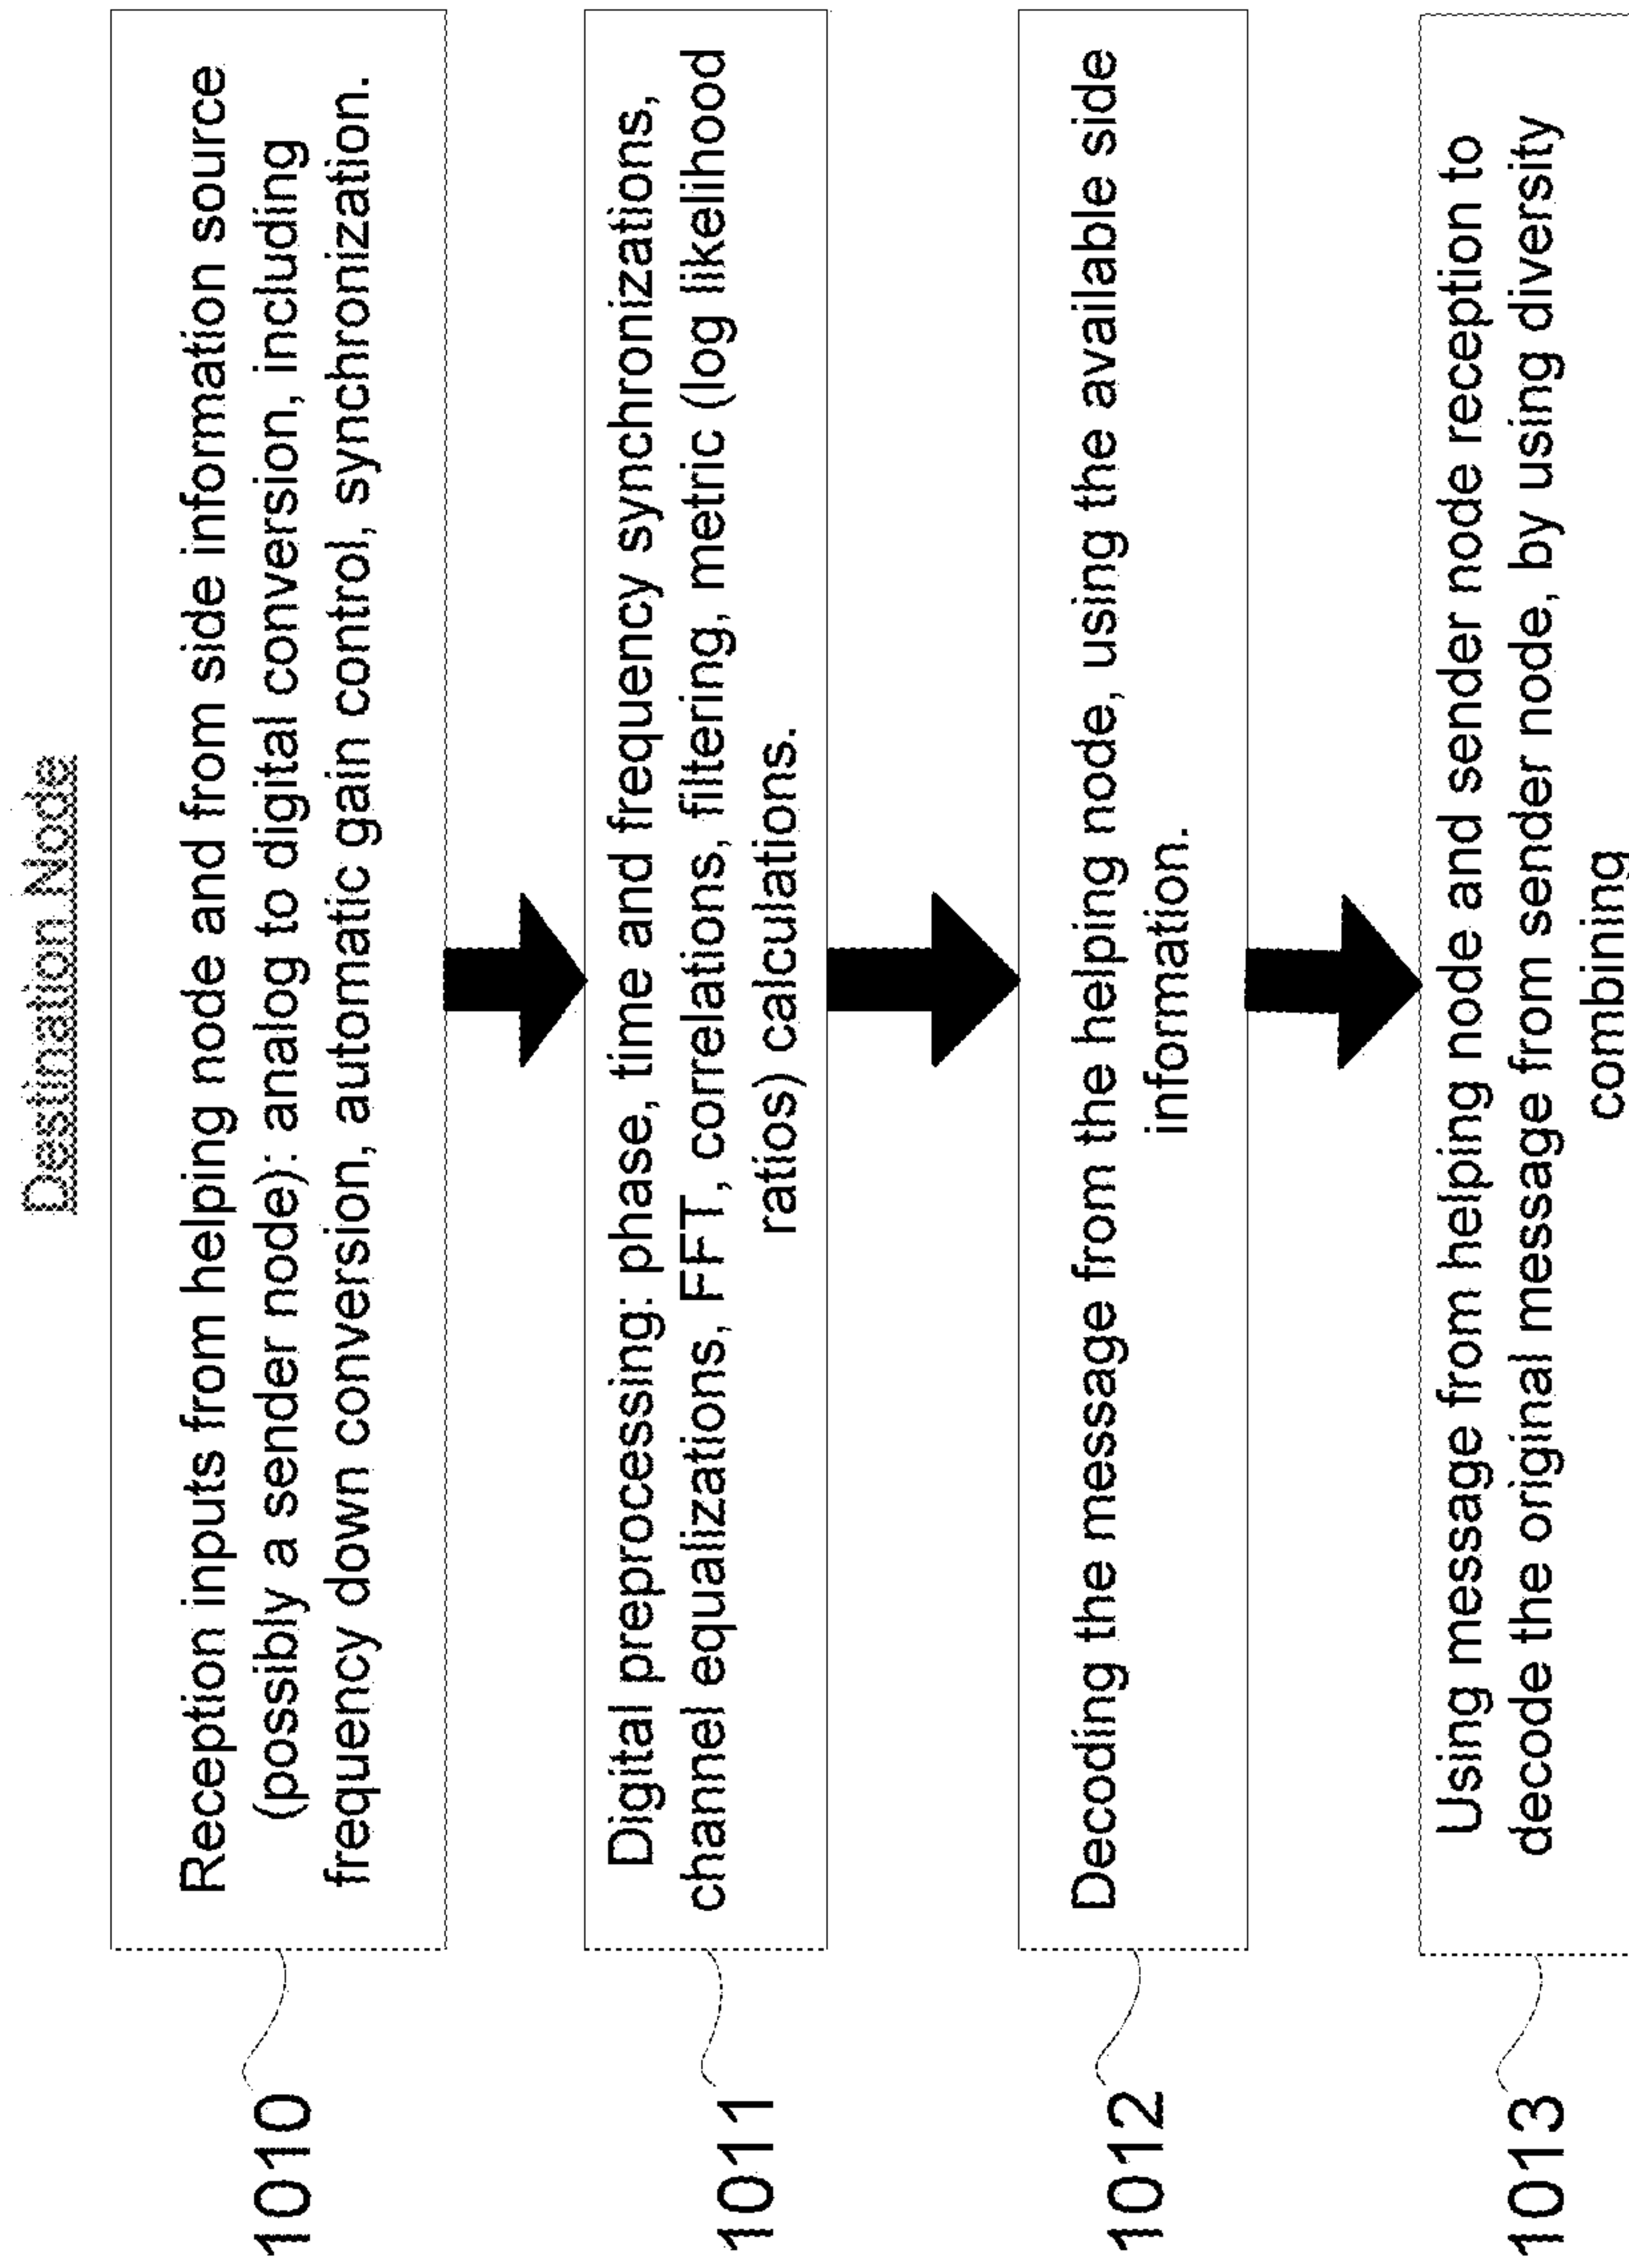 Destination Node
1010
Reception inputs from helping node and from side information source
(possibly a sender node): analog to digital conversion, including
frequency down conversion, automatic gain control, synchronization.
1011
Digital preprocessing: phase, time and frequency synchronizations,
channel equalizations, FFT, correlations, filtering, metric (log likelihood
ratios) calculations.
1012
Decoding the message from the helping node, using the available side
information.
1013
Using message from helping node and sender node reception to
decode the original message from sender node, by using diversity
combining